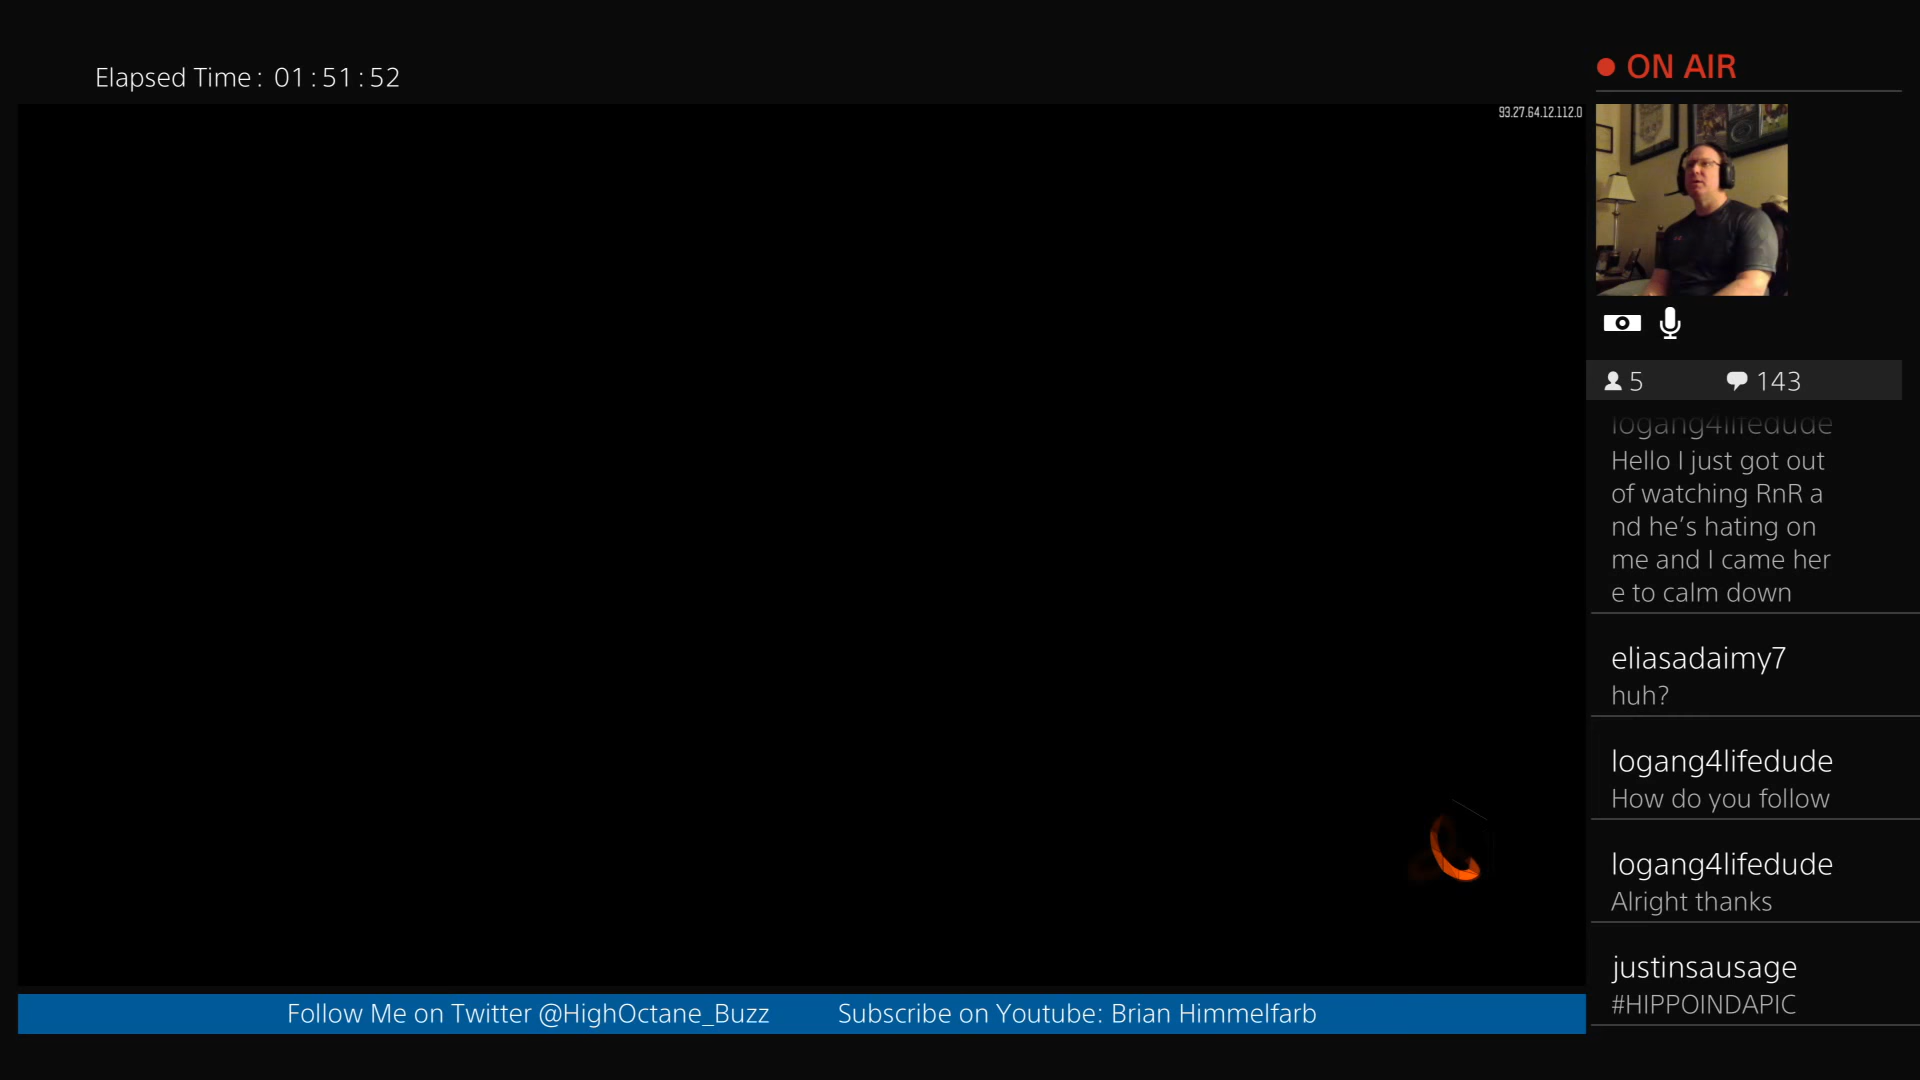 Elapsed Time: 01:51:52
ON AIR
93.27.64.12.112.0
5 143
logang4lifedude
Hello I just got out
of watching RnR a
nd he's hating on
me and I came her
e to calm down
eliasadaimy7
huh?
logang4lifedude
How do you follow
logang4lifedude
Alright thanks
justinsausage
#HIPPOINDAPIC
Follow Me on Twitter @HighOctane_Buzz Subscribe on Youtube: Brian Himmelfarb